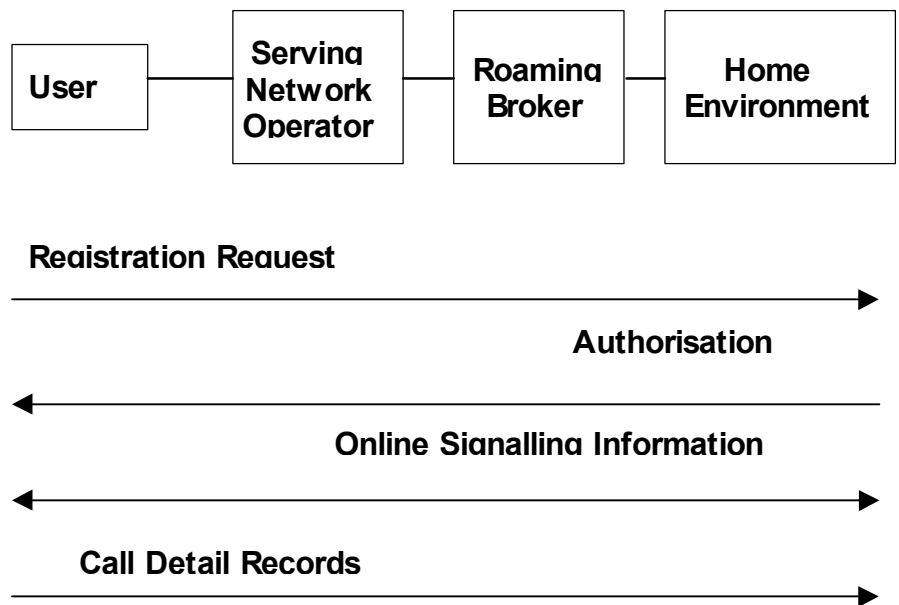 User
Serving
Network
Operator
Roaming
Broker
Home
Environment
Registration Request
Authorisation
Online Signalling Information
Call Detail Records